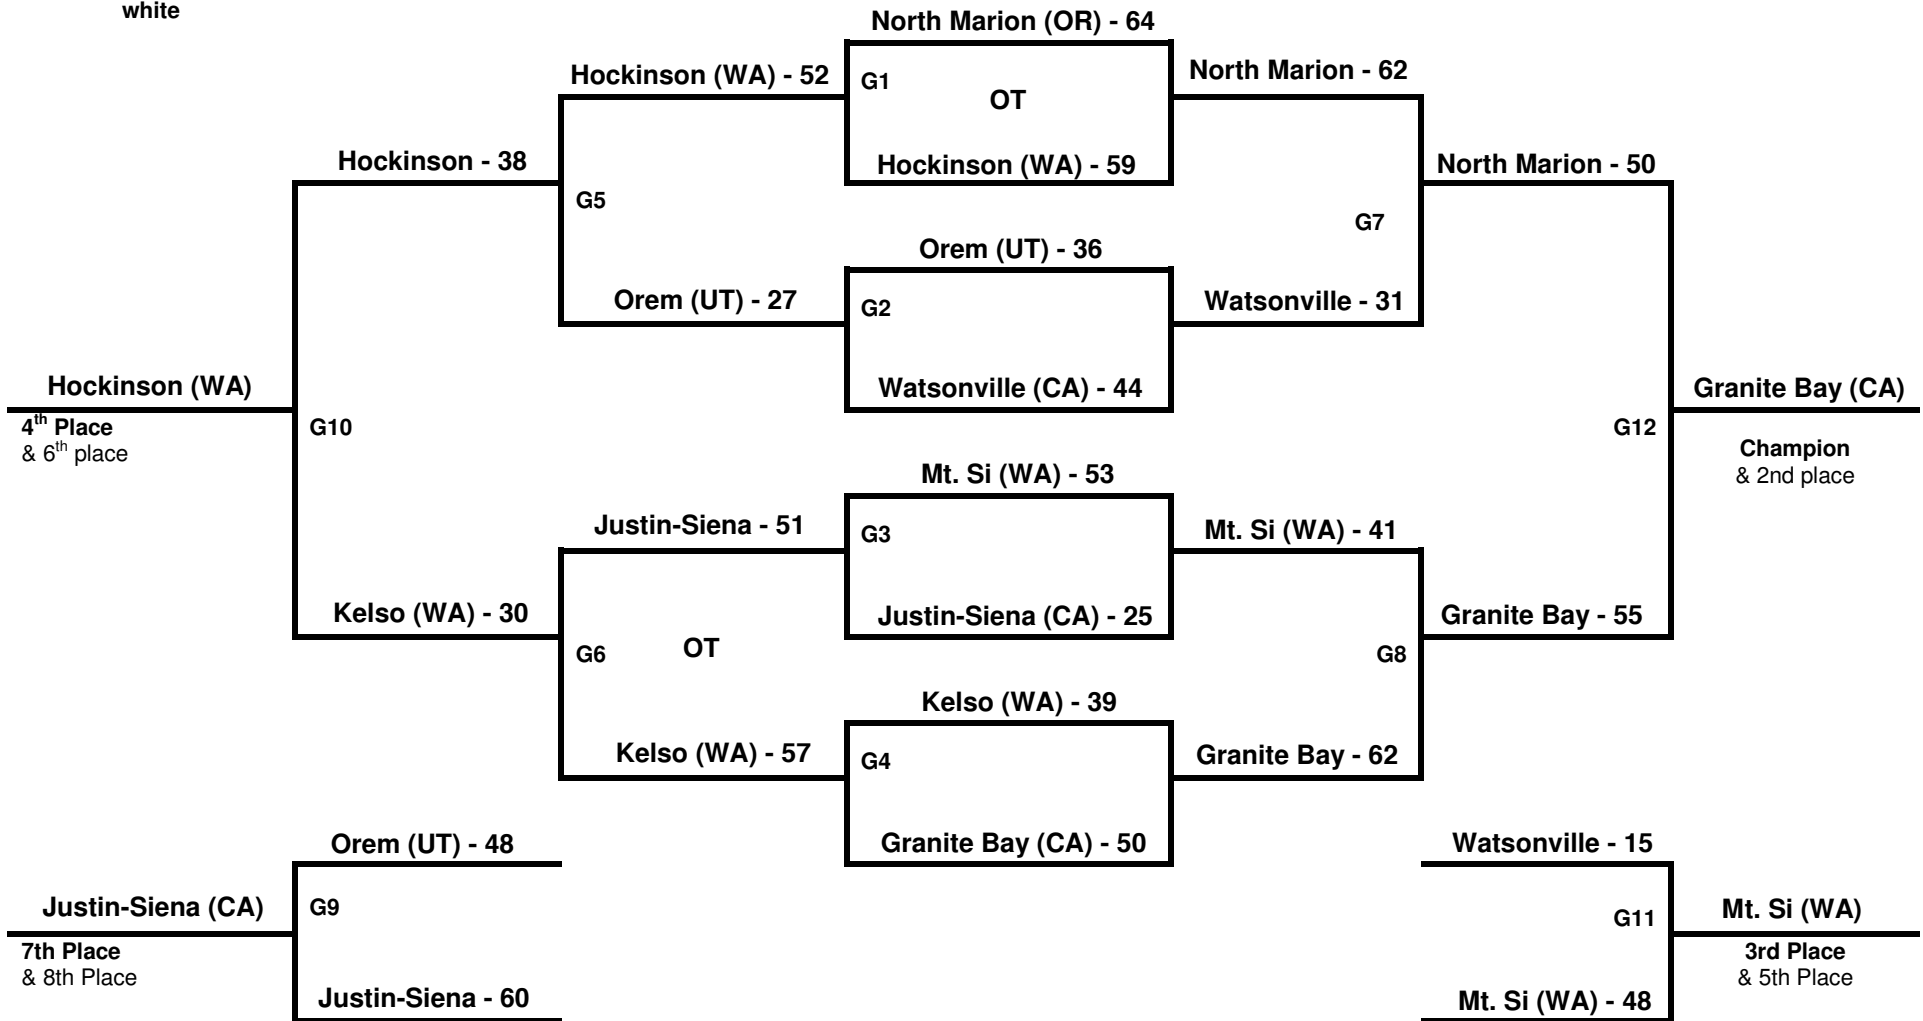 white
North Marion (OR) - 64
Hockinson (WA) - 52
G1
OT
North Marion - 62
Hockinson - 38
Hockinson (WA) - 59
North Marion - 50
G5
G7
Orem (UT) - 36
Orem (UT) - 27
G2
Watsonville - 31
Hockinson (WA)
4th Place
& 6th place
G10
Watsonville (CA) - 44
G12
Granite Bay (CA)
Champion
& 2nd place
Mt. Si (WA) - 53
Justin-Siena - 51
G3
Mt. Si (WA) - 41
Kelso (WA) - 30
Justin-Siena (CA) - 25
Granite Bay - 55
G6
OT
G8
Kelso (WA) - 39
Kelso (WA) - 57
G4
Granite Bay - 62
Orem (UT) - 48
Granite Bay (CA) - 50
Watsonville - 15
Justin-Siena (CA)
G9
G11
Mt. Si (WA)
7th Place
& 8th Place
3rd Place
& 5th Place
Justin-Siena - 60
Mt. Si (WA) - 48